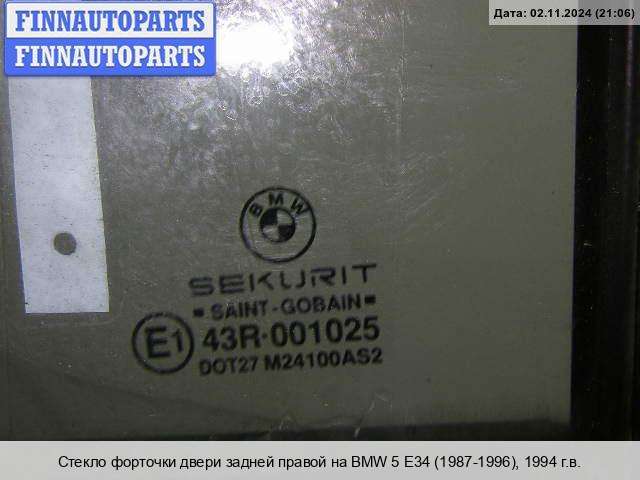 FINNAUTOPARTS
FINNAUTOPARTS
Дата: 02.11.2024 (21:06)
BMW
SEKURIT
SAINT-GOBAIN
E1 43R-001025
DOT27 M24100AS2
Стекло форточки двери задней правой на BMW 5 E34 (1987-1996), 1994 г.в.